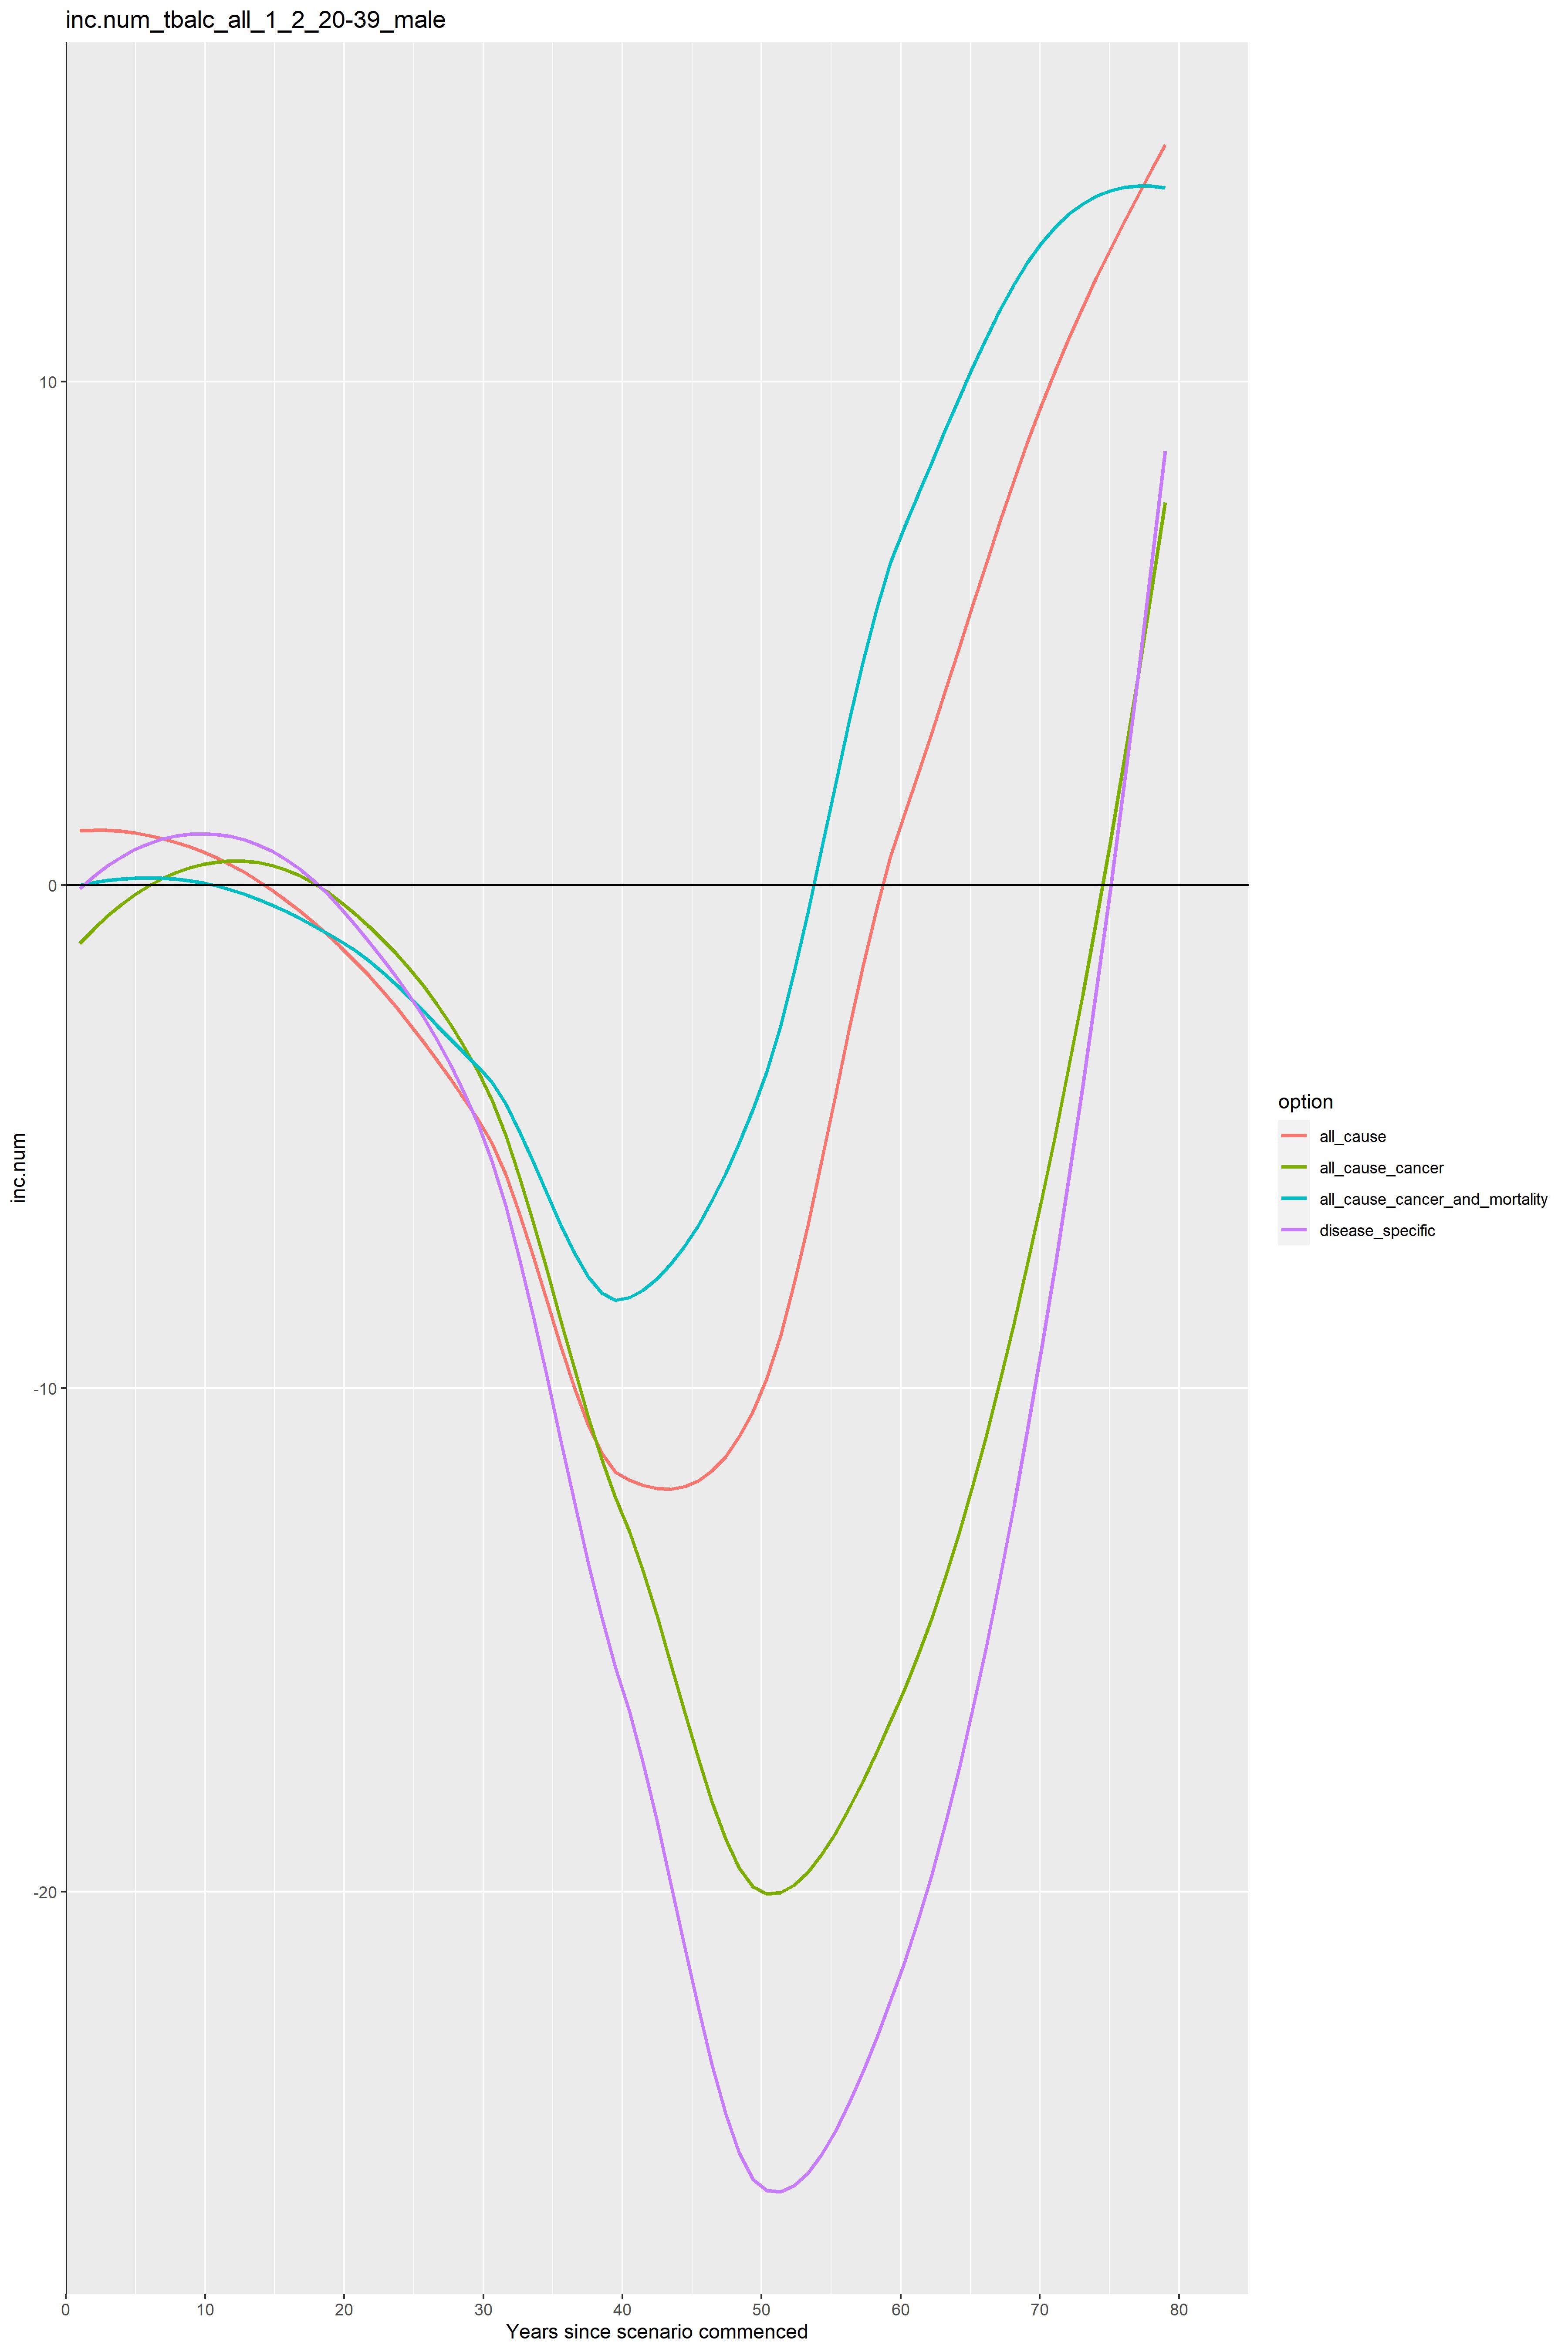 inc.num_tbalc_all_1_2_20-39_male
10
0
-10
-20
inc.num
0 10 20 30 40 50 60 70 80
Years since scenario commenced
option
all_cause
all_cause_cancer
all_cause_cancer_and_mortality
disease_specific